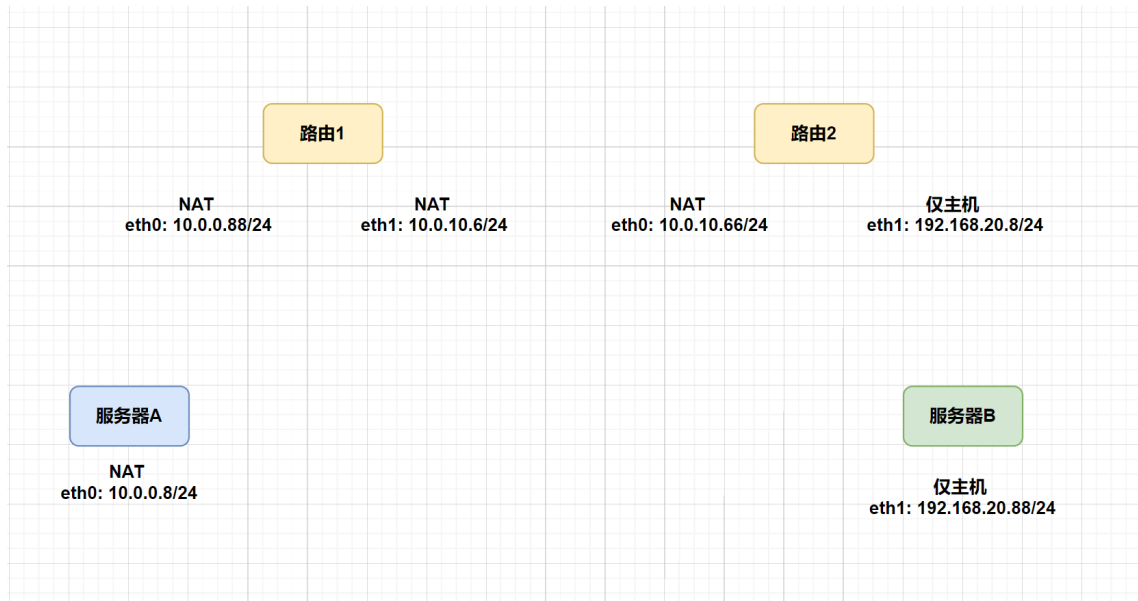 路由1
路由2
NAT
eth0: 10.0.0.88/24
NAT
eth1: 10.0.10.6/24
NAT
eth0: 10.0.10.66/24
仅主机
eth1: 192.168.20.8/24
服务器A
NAT
eth0: 10.0.0.8/24
服务器B
仅主机
eth1: 192.168.20.88/24